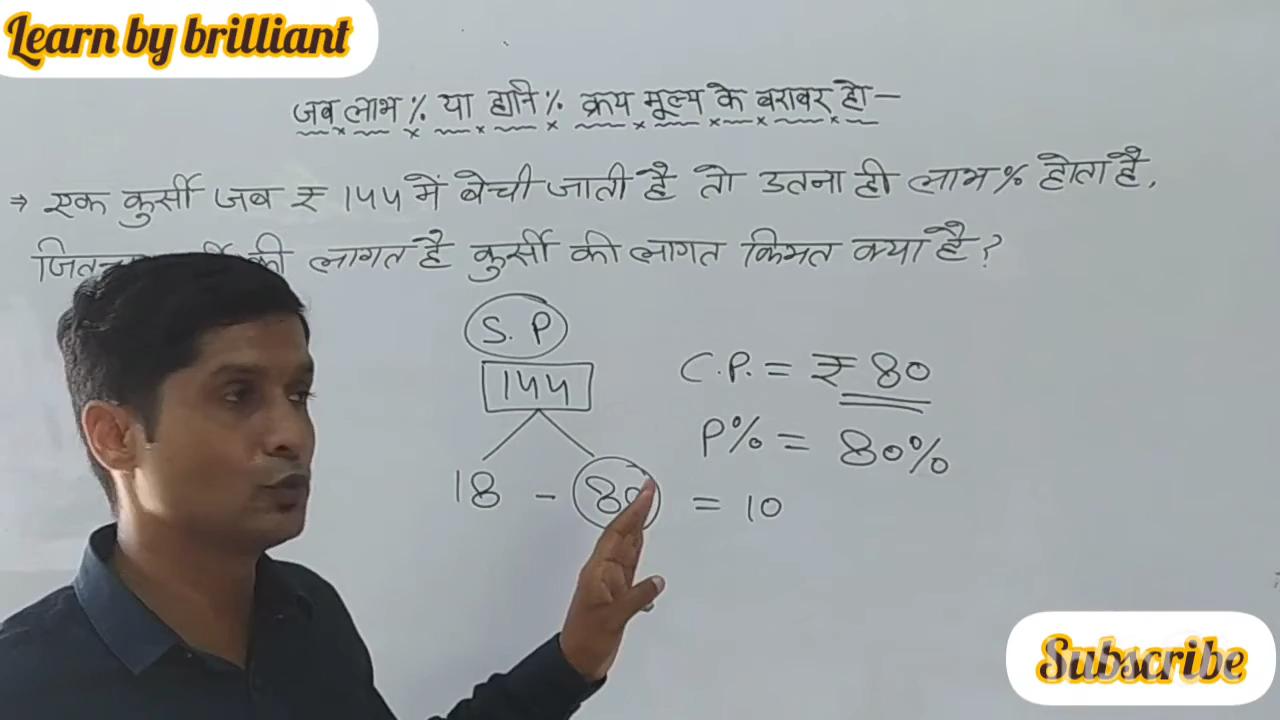 Learn by brilliant
जब लाभ % या हानि % क्रय मूल्य के बराबर हो—
⇒ एक कुर्सी जब ₹ 144 में बेची जाती है तो उतना ही लाभ % होता है,
की लागत है कुर्सी की लागत किमत क्या है?
S.P
144
C.P. = ₹ 80
P% = 80%
18 - 80 = 10
Subscribe